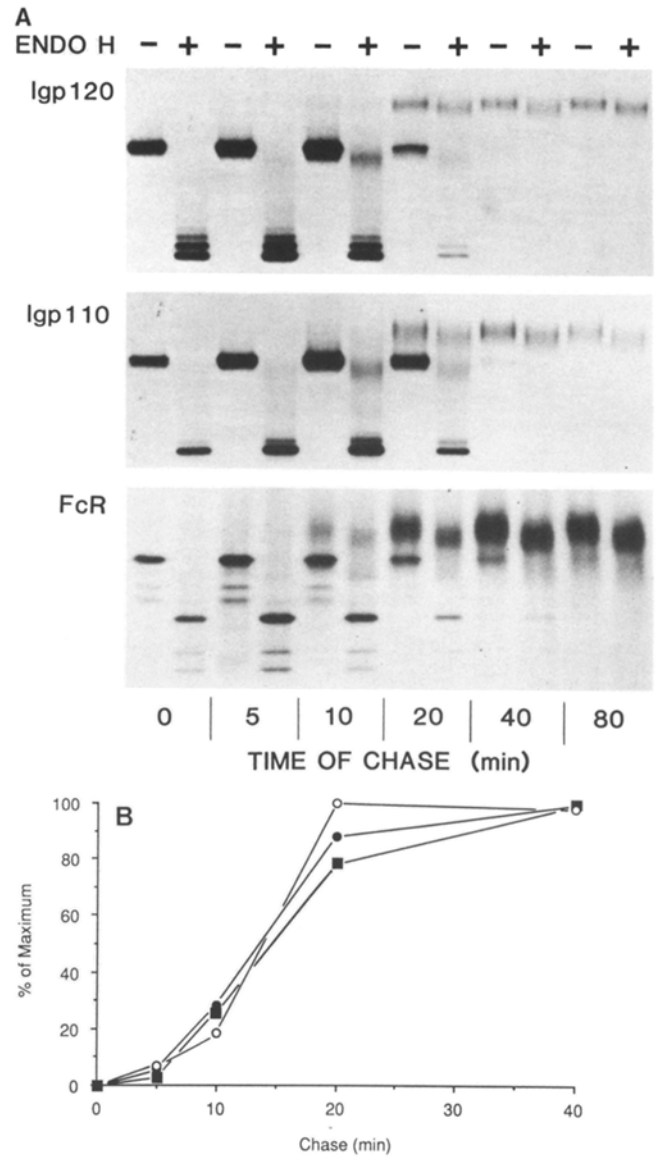 A
ENDO H - + - + - + - + - + - +
lgp120
lgp110
FcR
0 5 10 20 40 80
TIME OF CHASE (min)
B
100
80
60
40
20
0
% of Maximum
0 10 20 30 40
Chase (min)